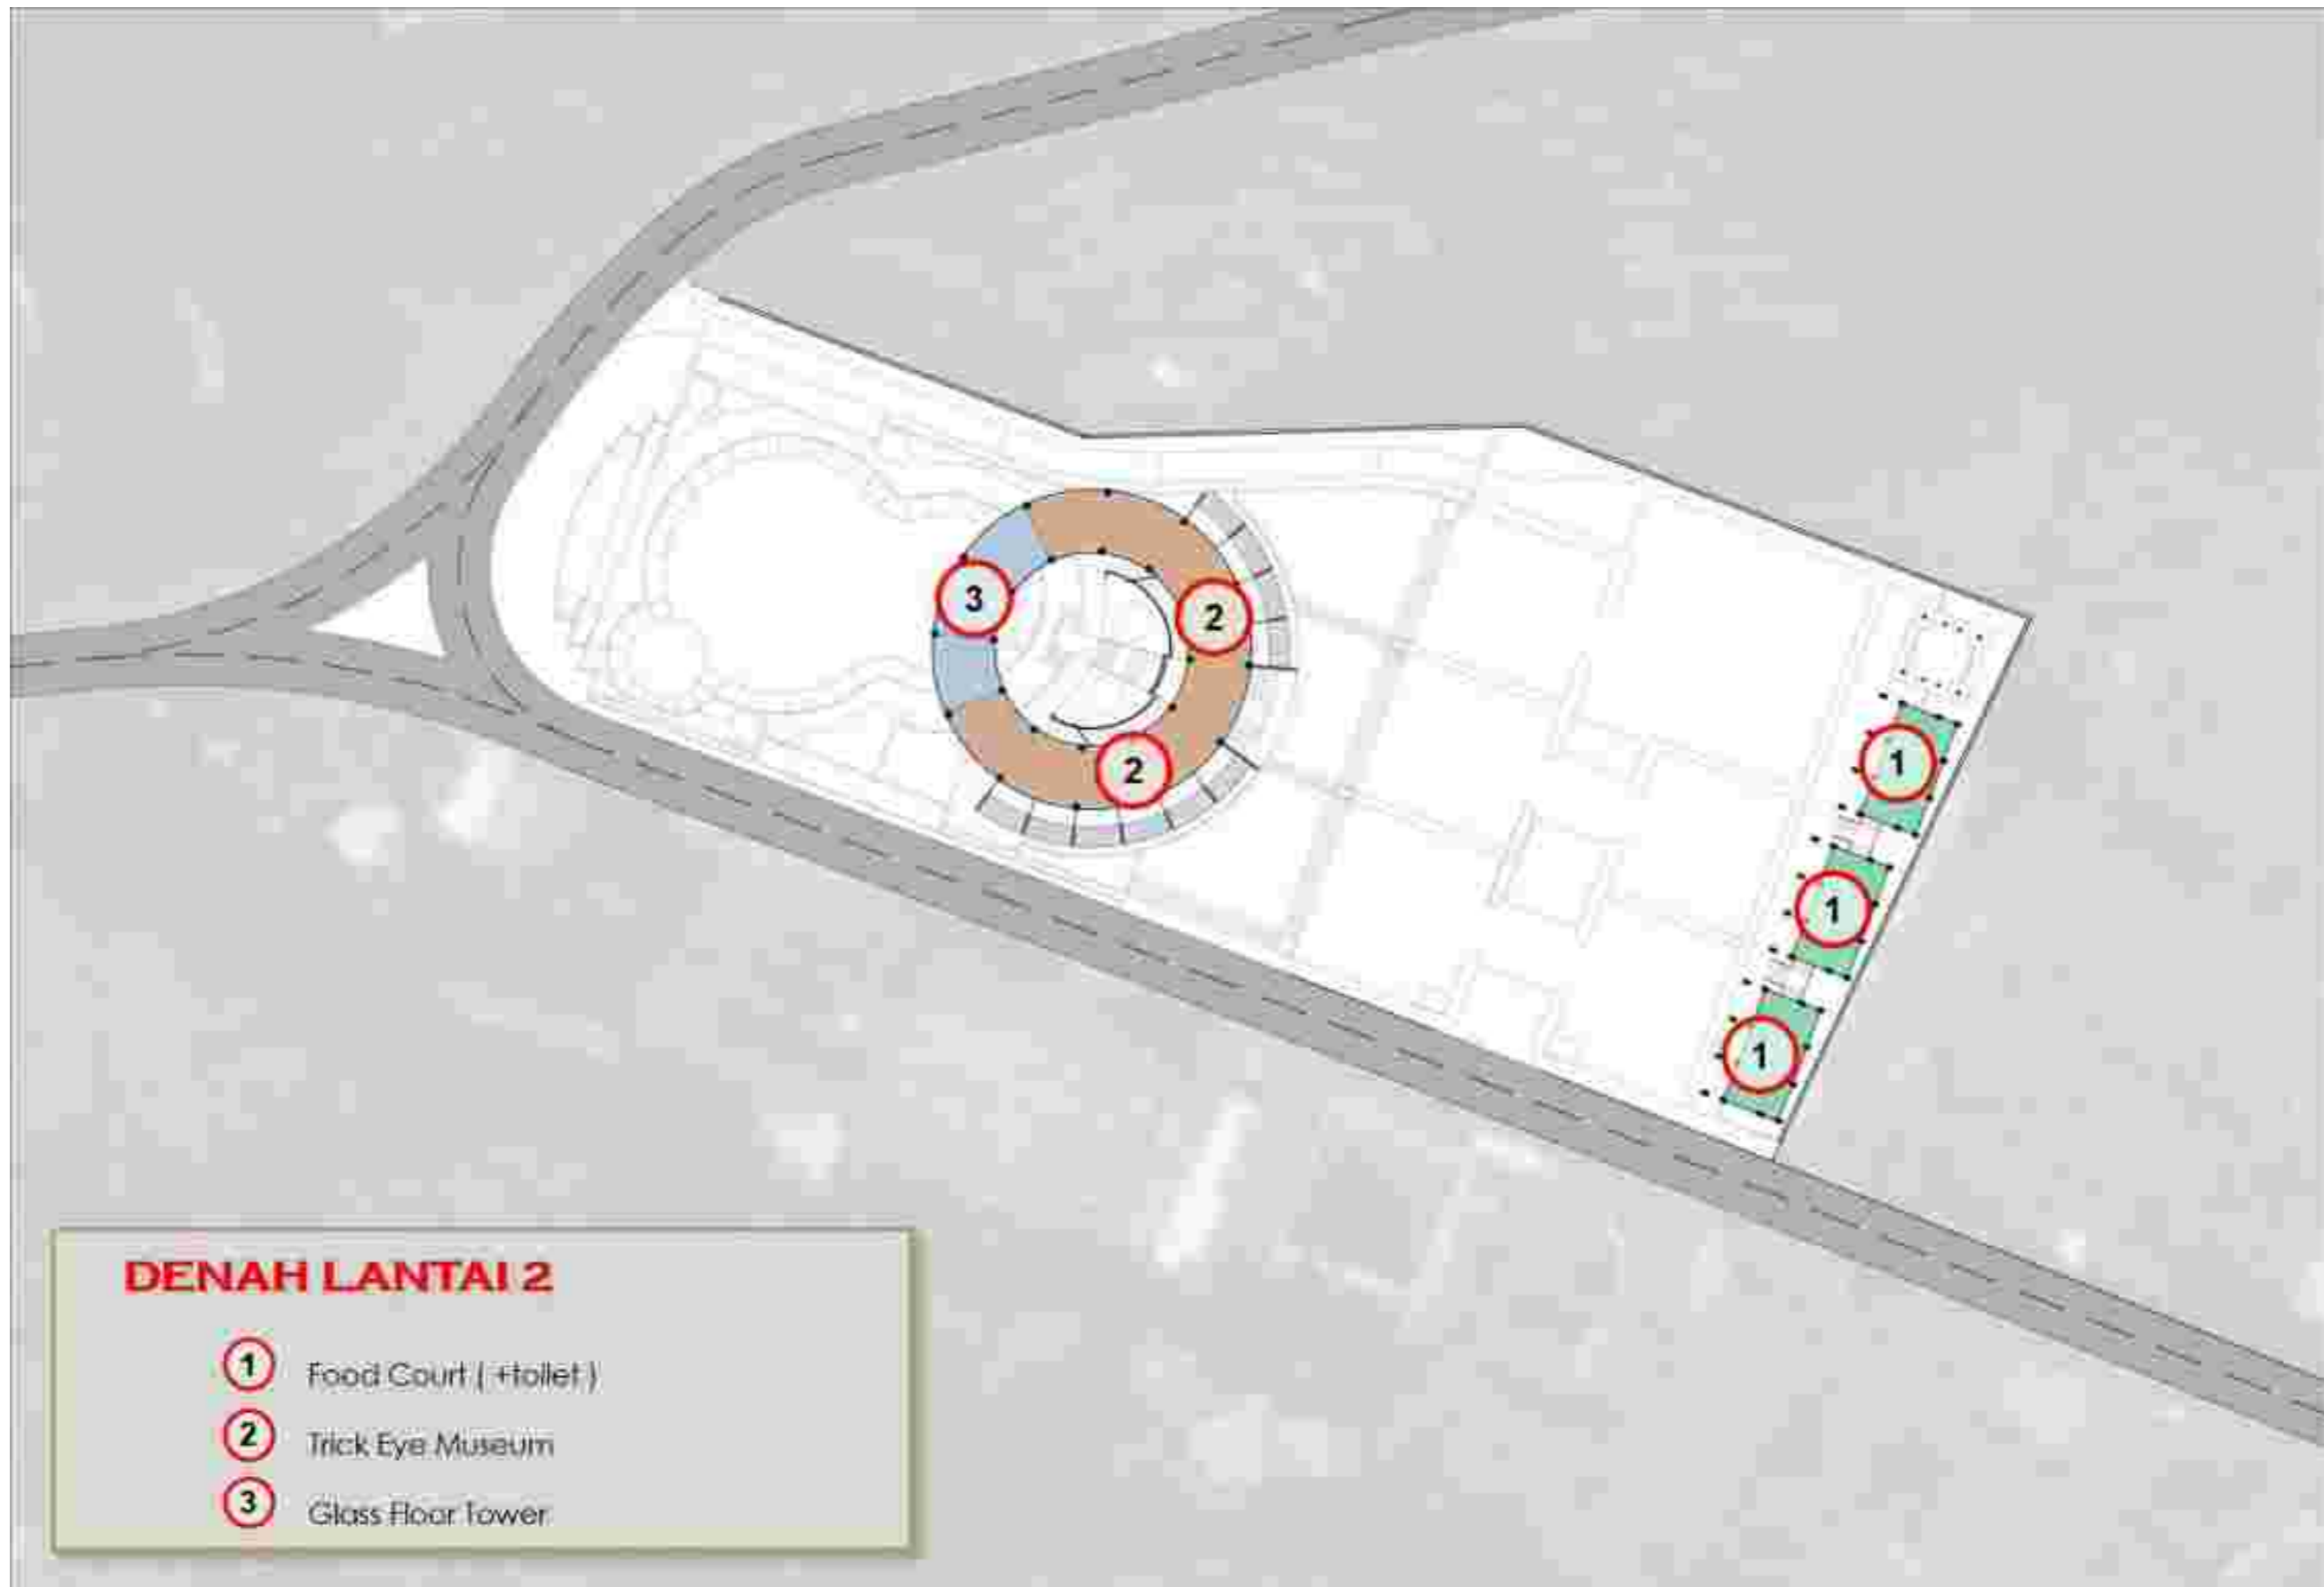 3
2
2
1
1
1
DENAH LANTAI 2
1 Food Court ( +toilet )
2 Trick Eye Museum
3 Glass Floor Tower